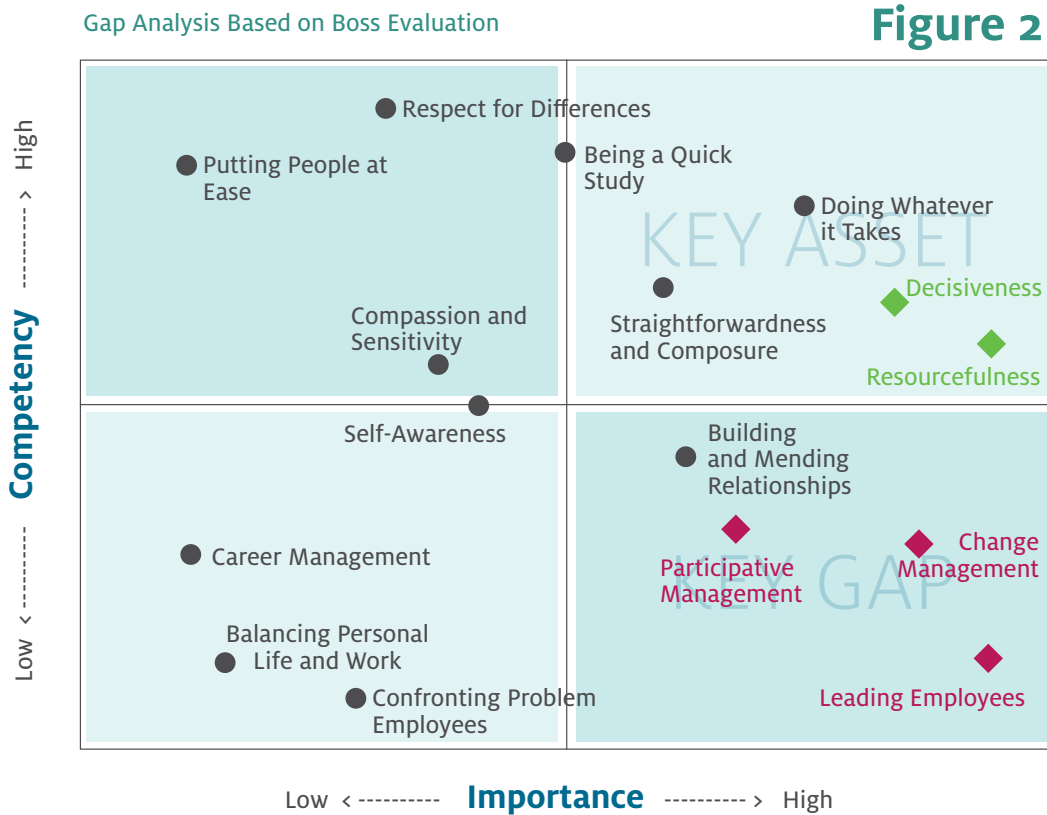 Gap Analysis Based on Boss Evaluation
Figure 2
Respect for Differences
Putting People at
Ease
Being a Quick
Study
Doing Whatever
it Takes
KEY ASSET
Decisiveness
Straightforwardness
and Composure
Resourcefulness
Compassion and
Sensitivity
Self-Awareness
Building
and Mending
Relationships
Career Management
Participative
Management
Change
Management
KEY GAP
Balancing Personal
Life and Work
Confronting Problem
Employees
Leading Employees
Low < -------- Competency --------- > High
Low < --------- Importance --------- > High